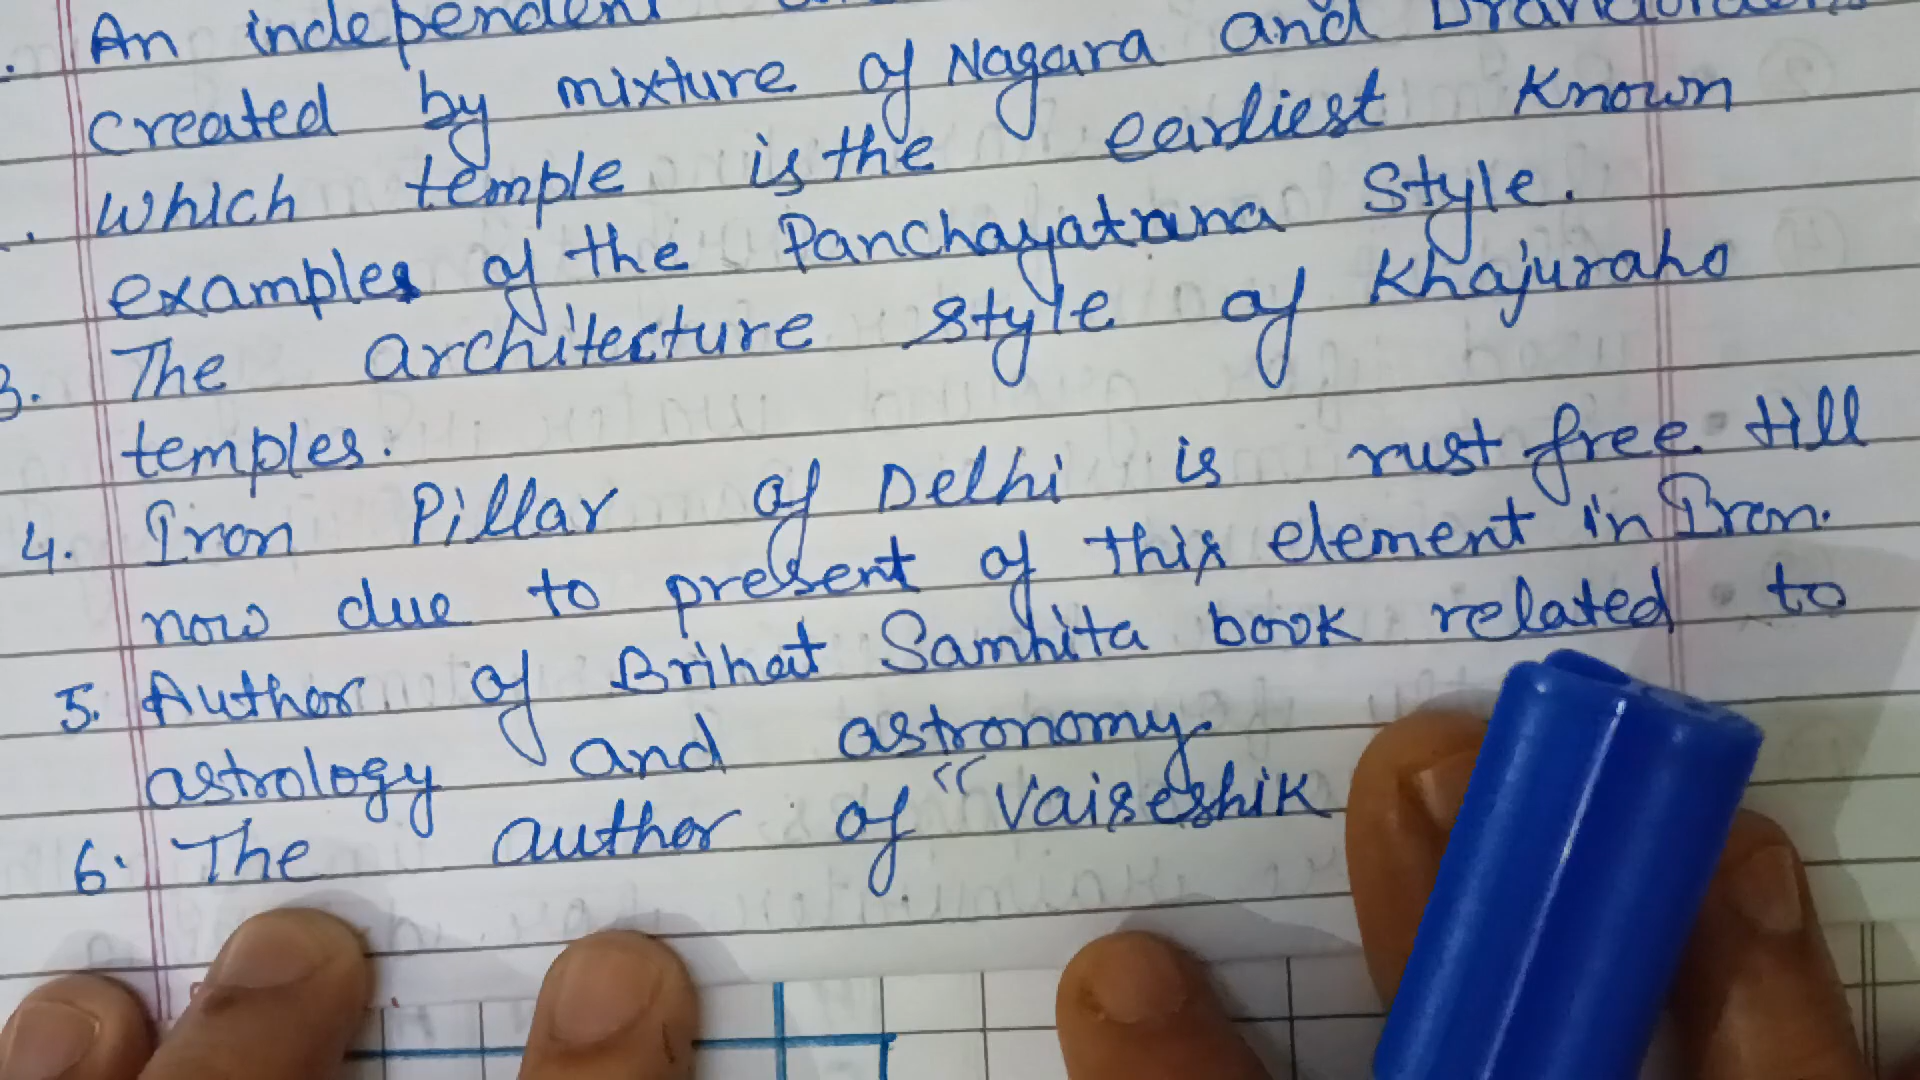 An independent
created by mixture of Nagara and
which temple is the earliest known
examples of the Panchayatana Style.
3. The architecture style of Khajuraho
temples.
4. Iron Pillar of Delhi is rust free till
now due to present of this element in Iron.
5. Author of Brihat Samhita book related to
astrology and astronomy
6. The author of "Vaiseshik